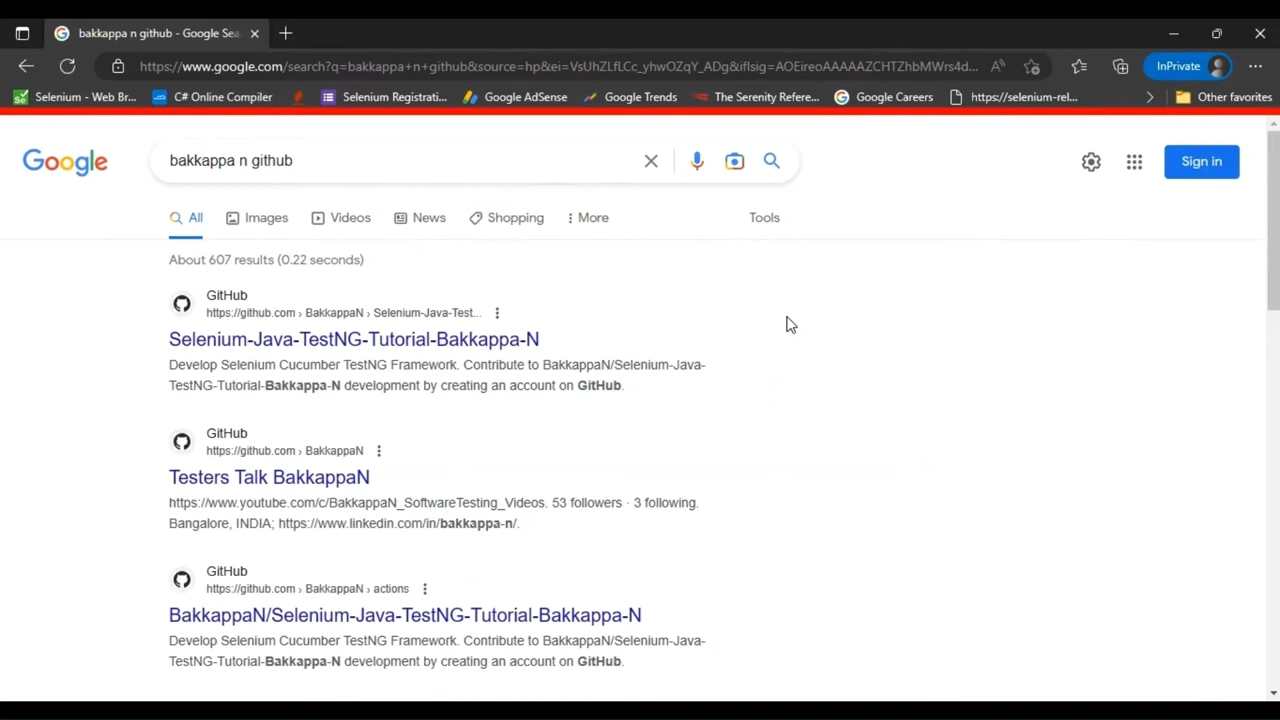 bakkappa n github - Google Sea
https://www.google.com/search?q=bakkappa+n+github&source=hp&ei=VsUhZLfLCc_yhwOZqY_ADg&iflsig=AOEireoAAAAAZCHTZhbMWrs4d...
InPrivate
Selenium - Web Br...
C# Online Compiler
Selenium Registrati...
Google AdSense
Google Trends
The Serenity Refere...
Google Careers
https://selenium-rel...
Other favorites
Google
bakkappa n github
Sign in
All
Images
Videos
News
Shopping
More
Tools
About 607 results (0.22 seconds)
GitHub
https://github.com › BakkappaN › Selenium-Java-Test...
Selenium-Java-TestNG-Tutorial-Bakkappa-N
Develop Selenium Cucumber TestNG Framework. Contribute to BakkappaN/Selenium-Java-
TestNG-Tutorial-Bakkappa-N development by creating an account on GitHub.
GitHub
https://github.com › BakkappaN
Testers Talk BakkappaN
https://www.youtube.com/c/BakkappaN_SoftwareTesting_Videos. 53 followers · 3 following.
Bangalore, INDIA; https://www.linkedin.com/in/bakkappa-n/.
GitHub
https://github.com › BakkappaN › actions
BakkappaN/Selenium-Java-TestNG-Tutorial-Bakkappa-N
Develop Selenium Cucumber TestNG Framework. Contribute to BakkappaN/Selenium-Java-
TestNG-Tutorial-Bakkappa-N development by creating an account on GitHub.